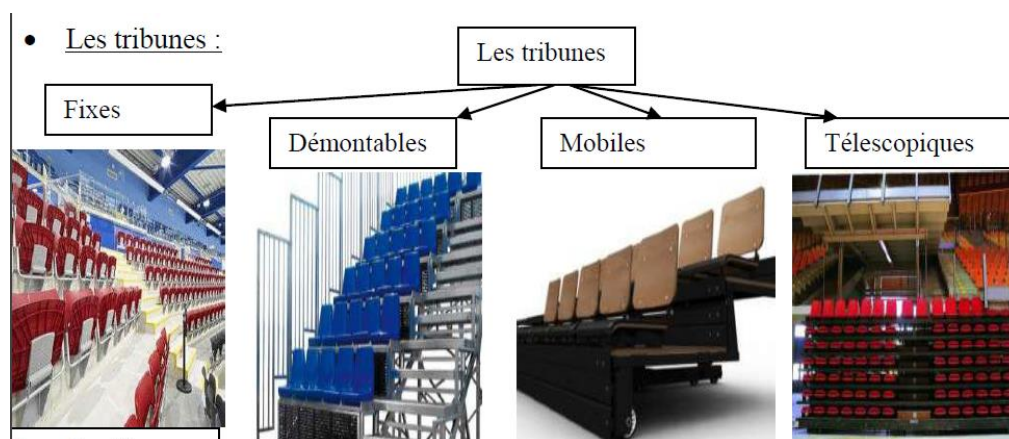 • Les tribunes :
Les tribunes
Fixes
Démontables
Mobiles
Télescopiques